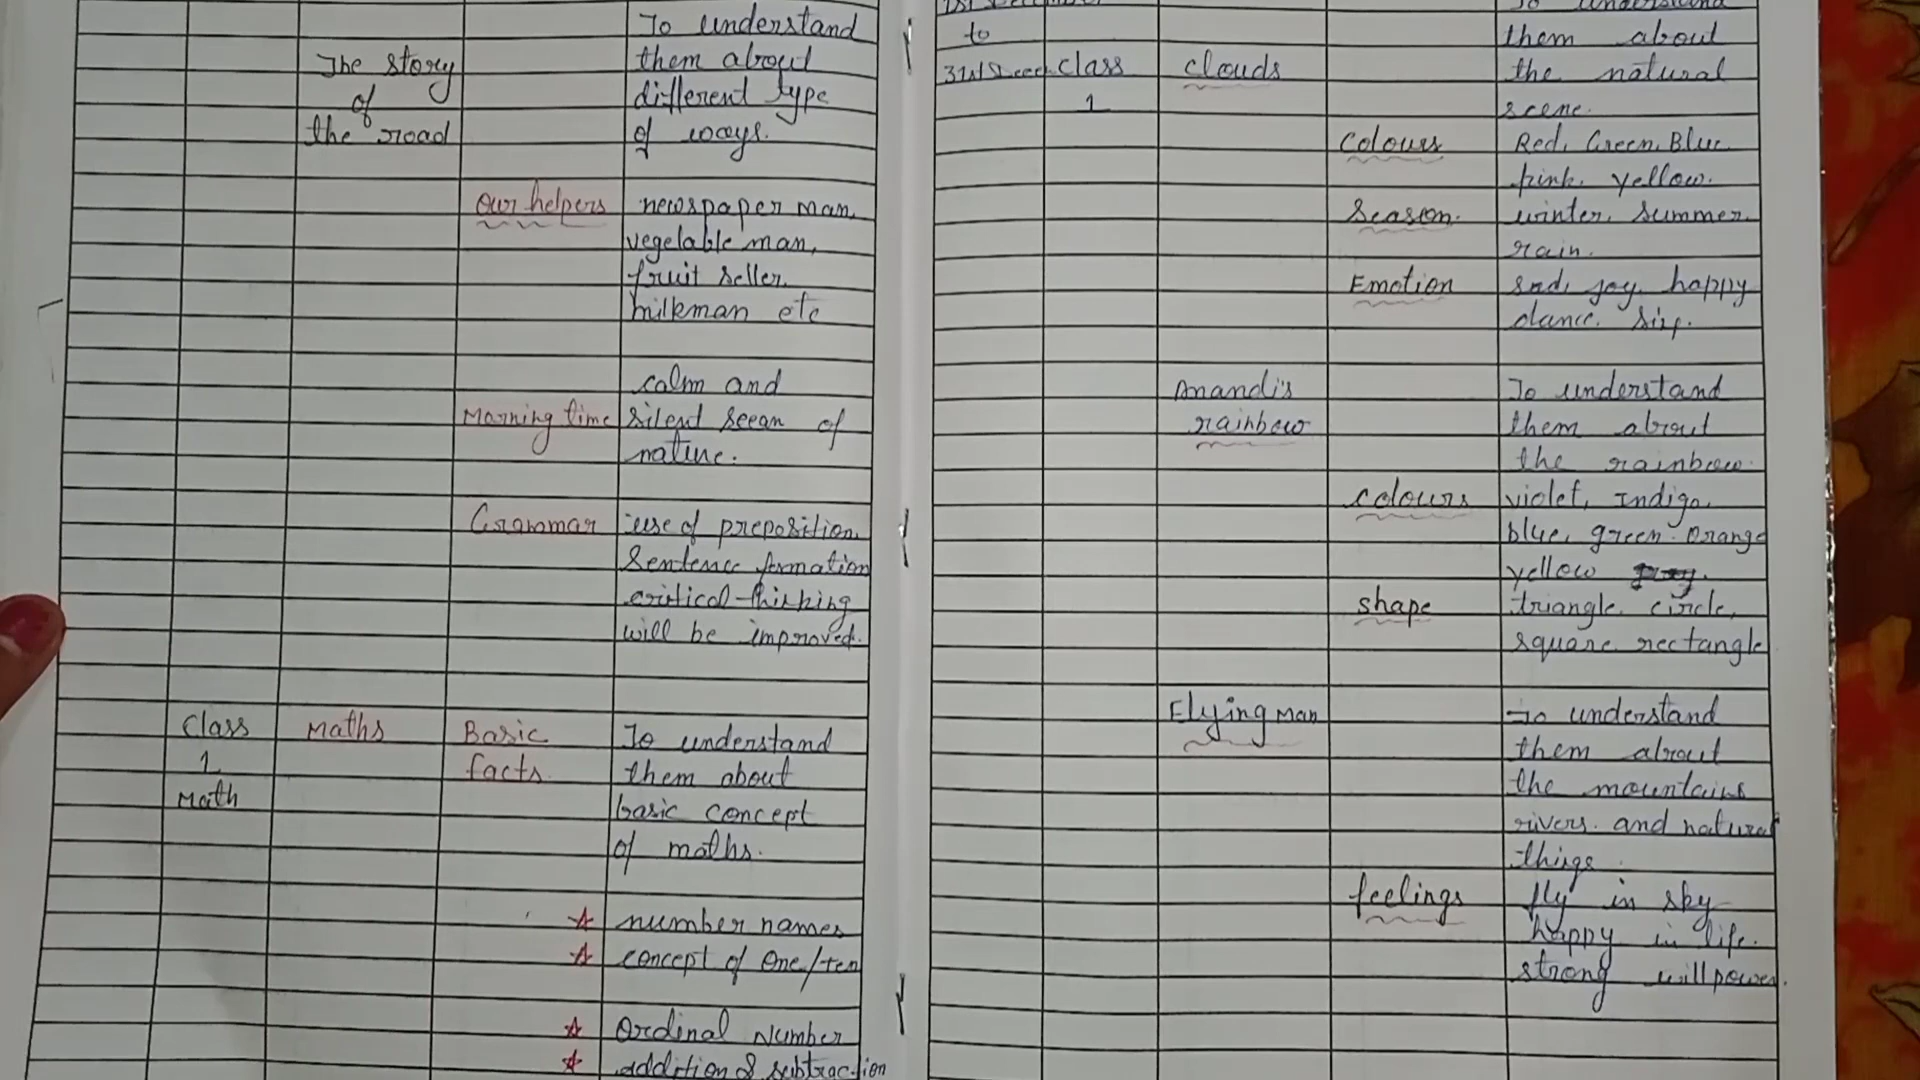 To understand
The story
of
the road
them about
different type
of ways.
Our helpers
newspaper man,
vegelable man,
fruit seller.
milkman etc
Morning time
calm and
silent seean of
nature.
Grammar
use of preposition,
Sentence formation
critical-thinking
will be improved.
Class
1
Math
Maths
Basic
facts.
To understand
them about
basic concept
of maths.
number names
concept of One/ten
Ordinal Number
addition & subtraction
to
31st
Class
1
clouds
To understand
them about
the natural
scene.
Colours
Red, Green, Blue
pink, yellow.
Season.
winter, summer,
rain.
Emotion
sad, joy, happy
dance.
Anandi's
rainbow
To understand
them about
the rainbow.
colours
violet, Indigo,
blue, green. Orange
yellow
shape
triangle, circle,
square rectangle
Flying Man
To understand
them about
the mountains
rivers. and natural
things.
feelings
fly in sky
happy in life.
strong willpower.